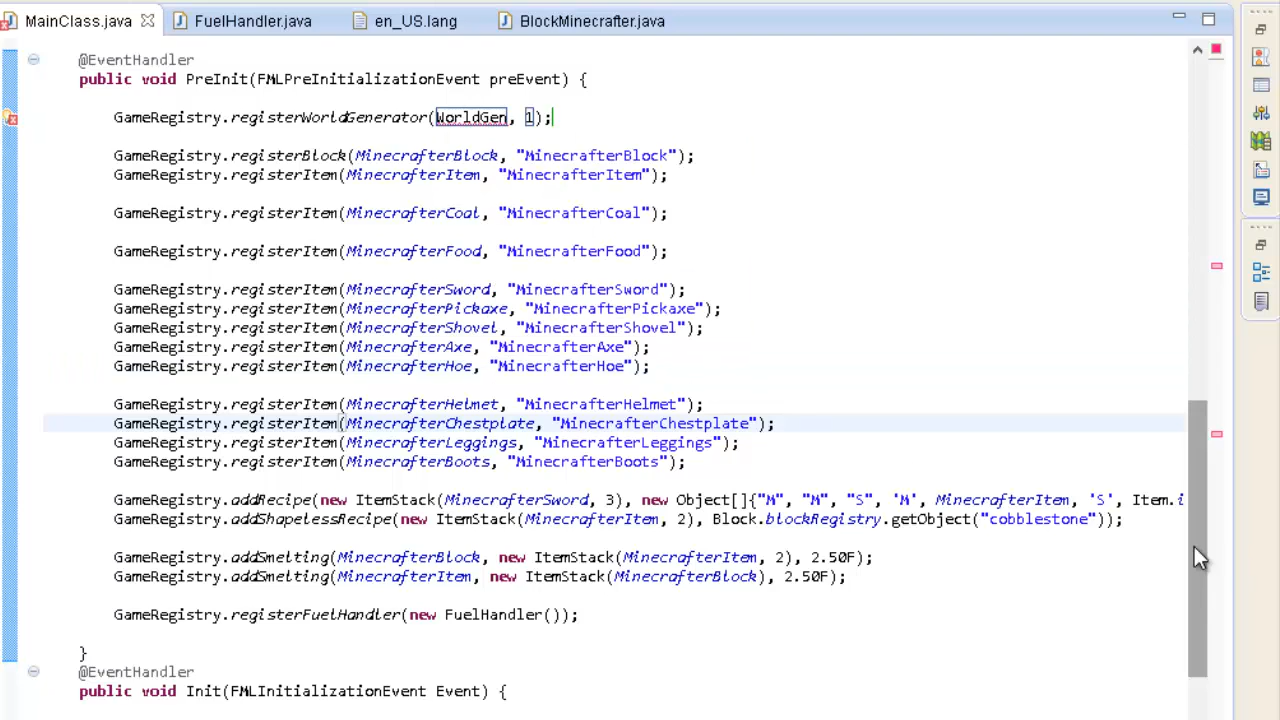 MainClass.java FuelHandler.java en_US.lang BlockMinecrafter.java
@EventHandler
public void PreInit(FMLPreInitializationEvent preEvent) {
GameRegistry.registerWorldGenerator(WorldGen, 1);
GameRegistry.registerBlock(MinecrafterBlock, "MinecrafterBlock");
GameRegistry.registerItem(MinecrafterItem, "MinecrafterItem");
GameRegistry.registerItem(MinecrafterCoal, "MinecrafterCoal");
GameRegistry.registerItem(MinecrafterFood, "MinecrafterFood");
GameRegistry.registerItem(MinecrafterSword, "MinecrafterSword");
GameRegistry.registerItem(MinecrafterPickaxe, "MinecrafterPickaxe");
GameRegistry.registerItem(MinecrafterShovel, "MinecrafterShovel");
GameRegistry.registerItem(MinecrafterAxe, "MinecrafterAxe");
GameRegistry.registerItem(MinecrafterHoe, "MinecrafterHoe");
GameRegistry.registerItem(MinecrafterHelmet, "MinecrafterHelmet");
GameRegistry.registerItem(MinecrafterChestplate, "MinecrafterChestplate");
GameRegistry.registerItem(MinecrafterLeggings, "MinecrafterLeggings");
GameRegistry.registerItem(MinecrafterBoots, "MinecrafterBoots");
GameRegistry.addRecipe(new ItemStack(MinecrafterSword, 3), new Object[]{"M", "M", "S", 'M', MinecrafterItem, 'S', Item.i
GameRegistry.addShapelessRecipe(new ItemStack(MinecrafterItem, 2), Block.blockRegistry.getObject("cobblestone"));
GameRegistry.addSmelting(MinecrafterBlock, new ItemStack(MinecrafterItem, 2), 2.50F);
GameRegistry.addSmelting(MinecrafterItem, new ItemStack(MinecrafterBlock), 2.50F);
GameRegistry.registerFuelHandler(new FuelHandler());
}
@EventHandler
public void Init(FMLInitializationEvent Event) {